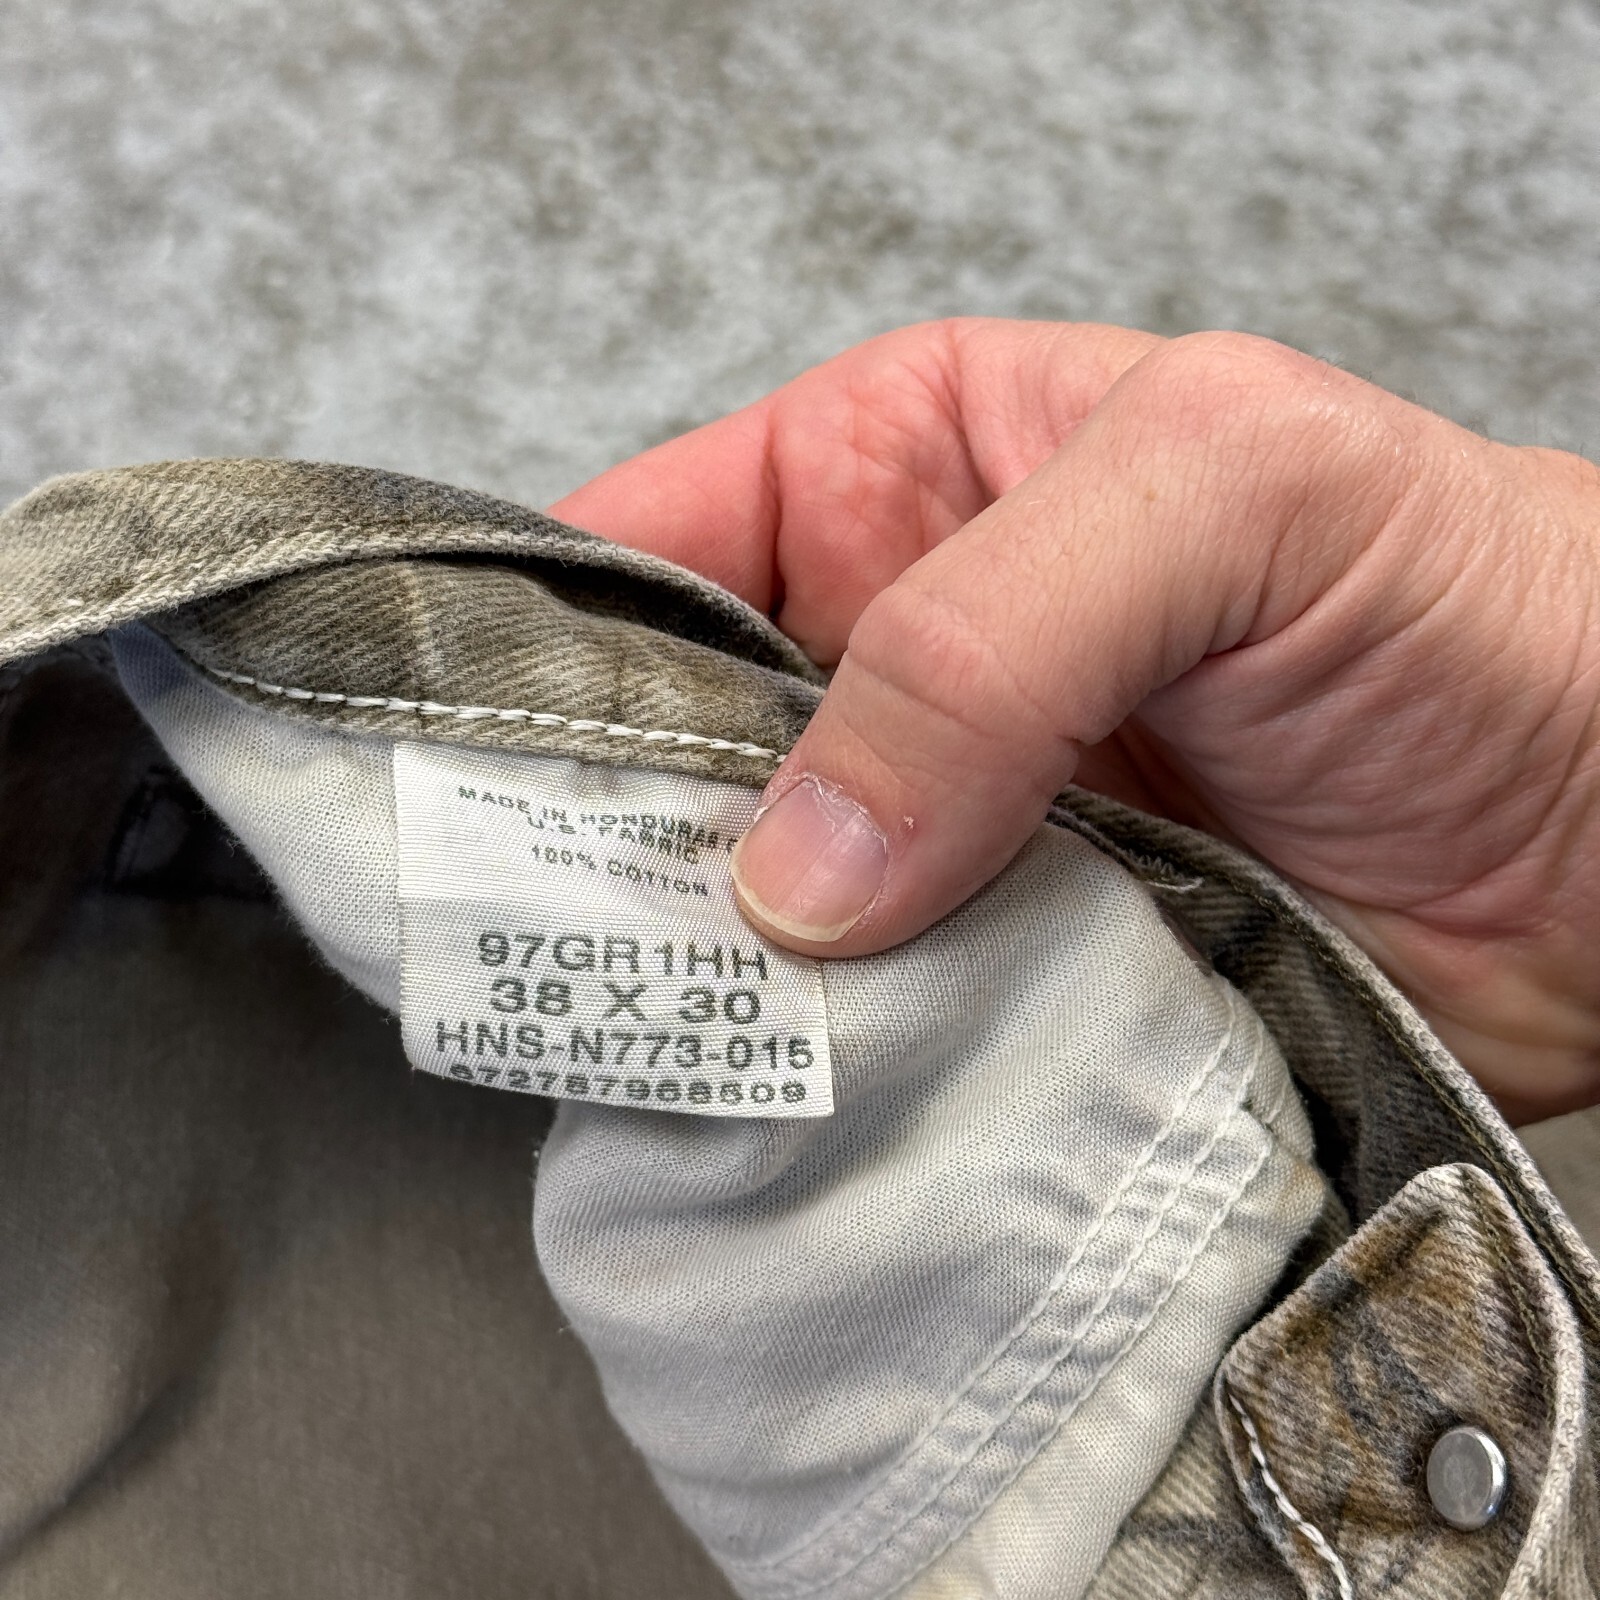 MADE IN HONDURAS
U.S. FABRIC
100% COTTON
97GR1HH
38 X 30
HNS-N773-015